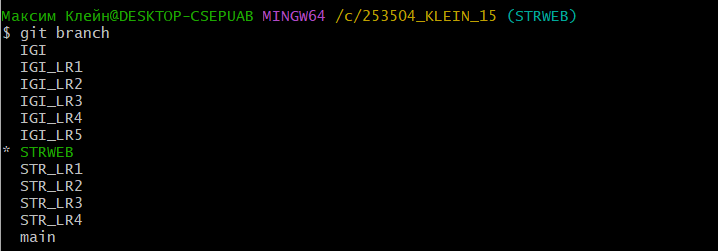 Максим Клейн@DESKTOP-CSEPUAB MINGW64 /c/253504_KLEIN_15 (STRWEB)
$ git branch
  IGI
  IGI_LR1
  IGI_LR2
  IGI_LR3
  IGI_LR4
  IGI_LR5
* STRWEB
  STR_LR1
  STR_LR2
  STR_LR3
  STR_LR4
  main